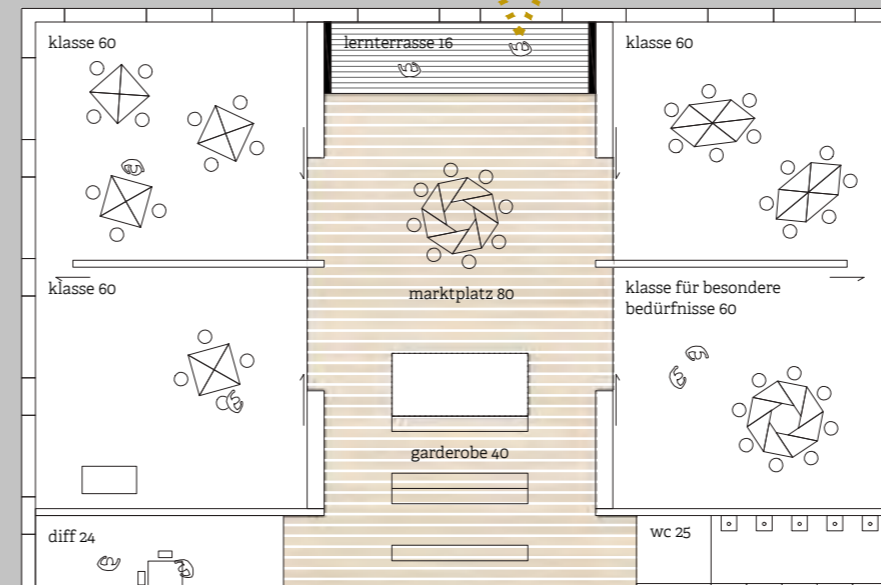 klasse 60
lernterrasse 16
klasse 60
marktplatz 80
klasse 60
klasse für besondere
bedürfnisse 60
garderobe 40
diff 24
wc 25